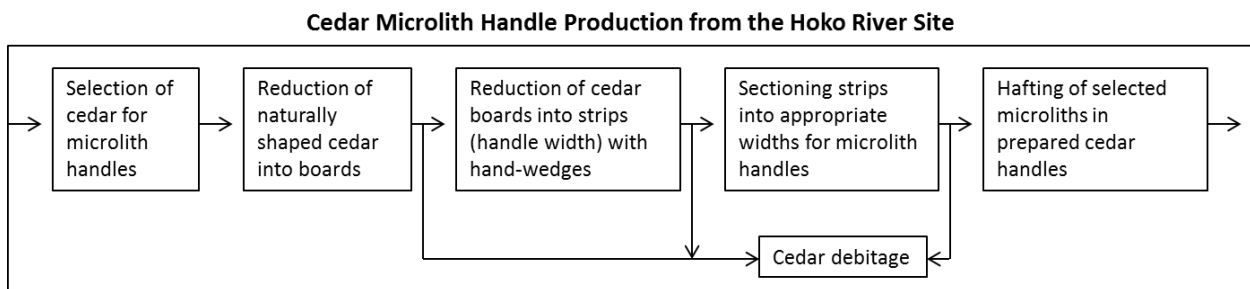 Cedar Microlith Handle Production from the Hoko River Site
Selection of
cedar for
microlith
handles
Reduction of
naturally
shaped cedar
into boards
Reduction of cedar
boards into strips
(handle width) with
hand-wedges
Sectioning strips
into appropriate
widths for microlith
handles
Hafting of selected
microliths in
prepared cedar
handles
Cedar debitage